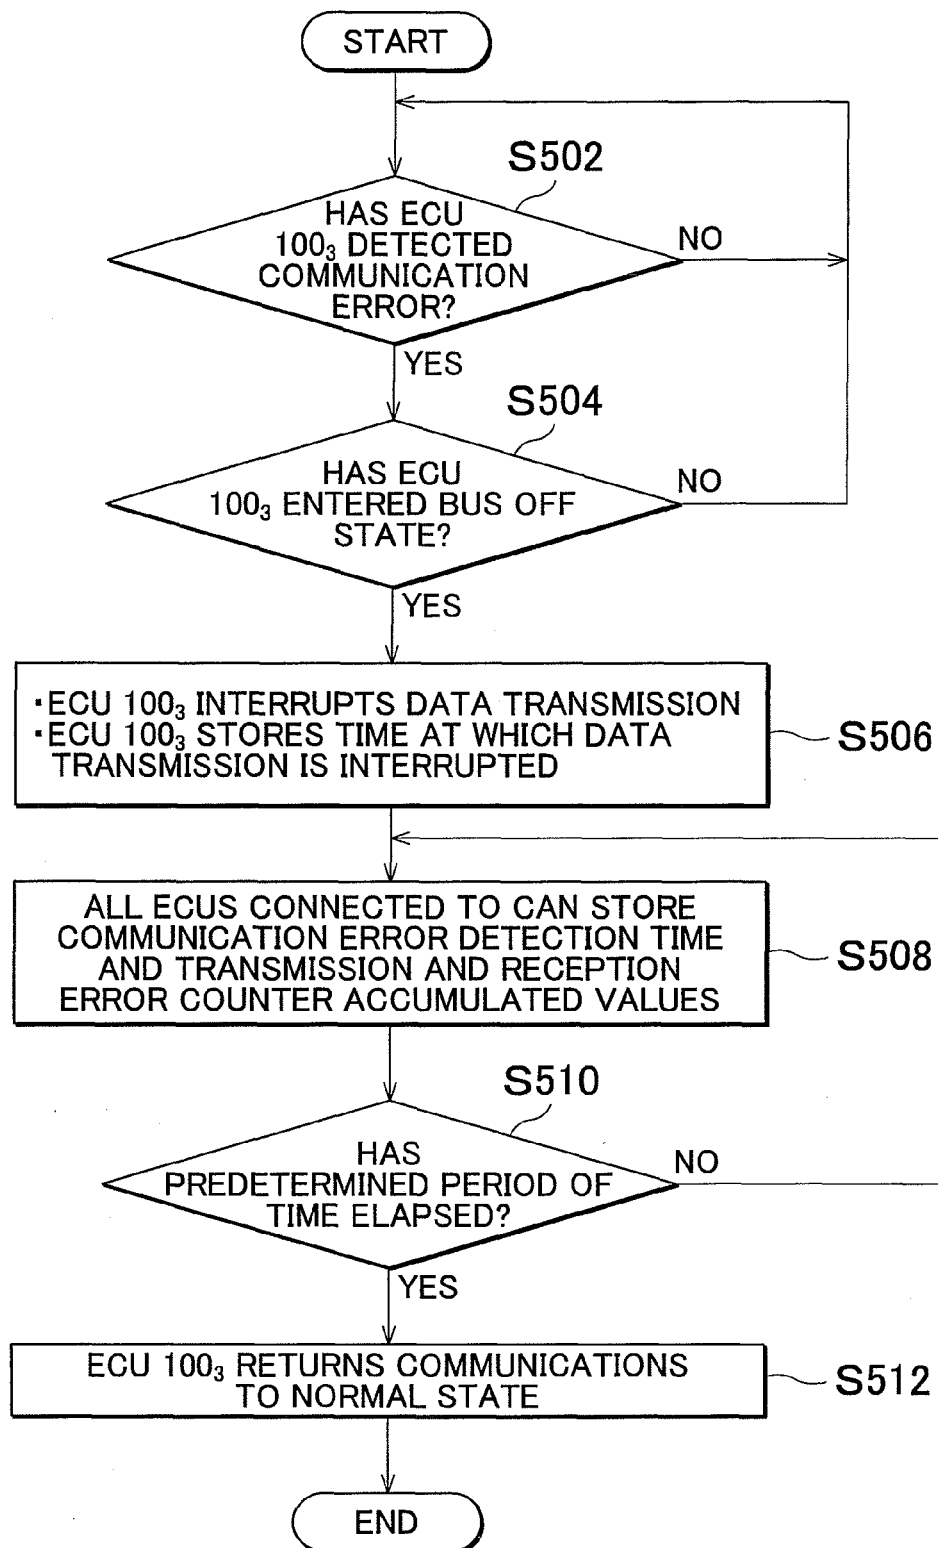 START
S502
HAS ECU
100₃ DETECTED
COMMUNICATION
ERROR?
NO
YES
S504
HAS ECU
100₃ ENTERED BUS OFF
STATE?
NO
YES
・ECU 100₃ INTERRUPTS DATA TRANSMISSION
・ECU 100₃ STORES TIME AT WHICH DATA
TRANSMISSION IS INTERRUPTED
S506
ALL ECUS CONNECTED TO CAN STORE
COMMUNICATION ERROR DETECTION TIME
AND TRANSMISSION AND RECEPTION
ERROR COUNTER ACCUMULATED VALUES
S508
S510
HAS
PREDETERMINED PERIOD OF
TIME ELAPSED?
NO
YES
ECU 100₃ RETURNS COMMUNICATIONS
TO NORMAL STATE
S512
END